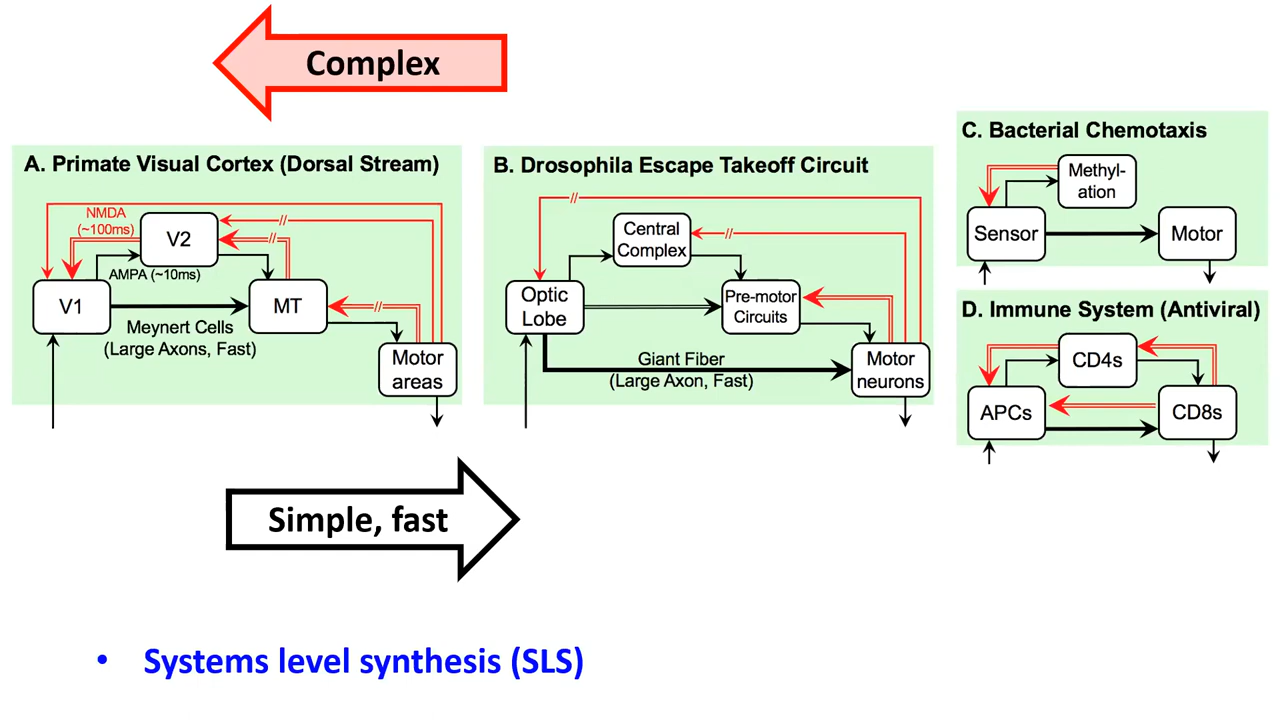 Complex
A. Primate Visual Cortex (Dorsal Stream)
NMDA
(~100ms)
V2
//
//
AMPA (~10ms)
V1
MT
//
Meynert Cells
(Large Axons, Fast)
Motor
areas
B. Drosophila Escape Takeoff Circuit
//
Central
Complex
//
Optic
Lobe
Pre-motor
Circuits
Giant Fiber
(Large Axon, Fast)
Motor
neurons
C. Bacterial Chemotaxis
Methyl-
ation
Sensor
Motor
D. Immune System (Antiviral)
CD4s
APCs
CD8s
Simple, fast
• Systems level synthesis (SLS)